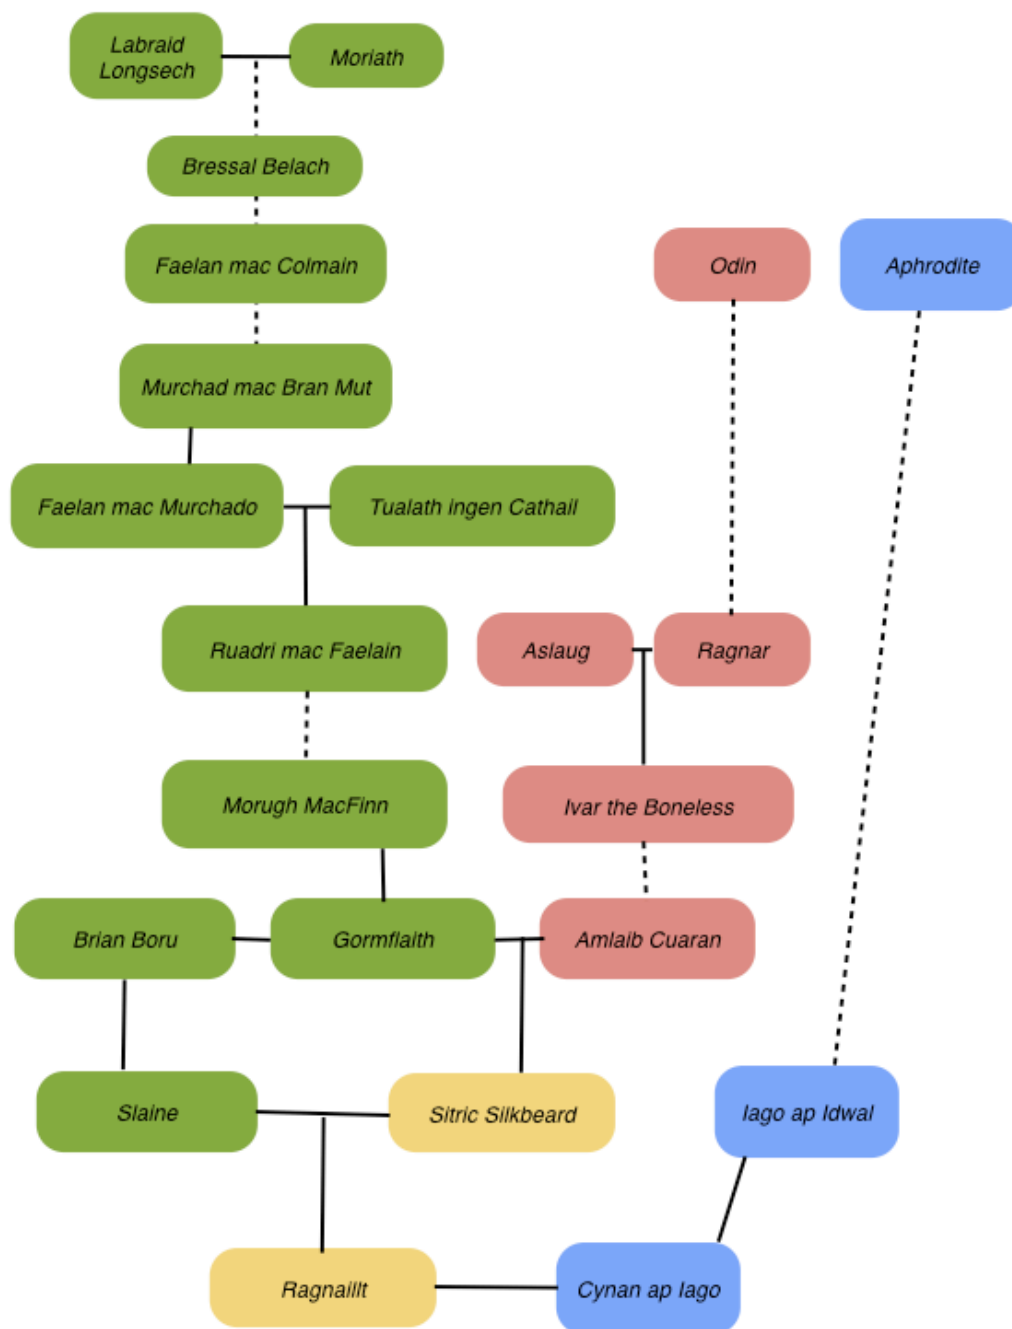 Labraid
Longsech
Moriath
Bressal Belach
Faelan mac Colmain
Odin
Aphrodite
Murchad mac Bran Mut
Faelan mac Murchado
Tualath ingen Cathail
Ruadri mac Faelain
Aslaug
Ragnar
Morugh MacFinn
Ivar the Boneless
Brian Boru
Gormflaith
Amlaib Cuaran
Slaine
Sitric Silkbeard
Iago ap Idwal
Ragnaillt
Cynan ap Iago